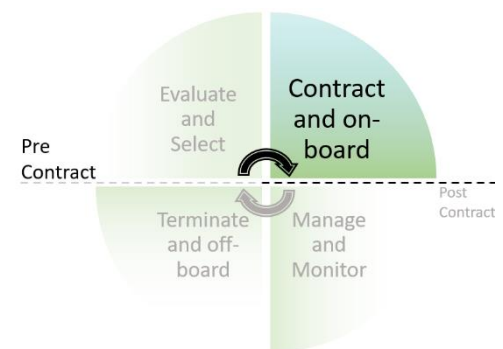 Evaluate
and
Select
Contract
and on-
board
Pre
Contract
Post
Contract
Terminate
and off-
board
Manage
and
Monitor